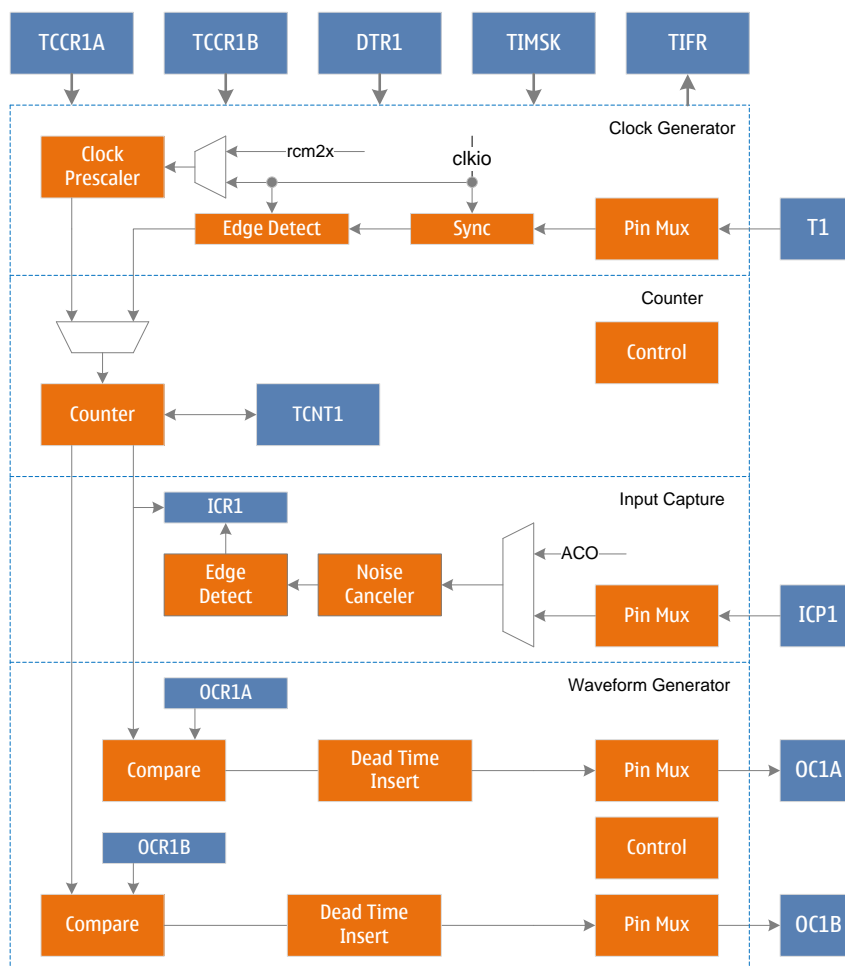 TCCR1A
TCCR1B
DTR1
TIMSK
TIFR
Clock Generator
Clock
Prescaler
rcm2x
clkio
Edge Detect
Sync
Pin Mux
T1
Counter
Control
Counter
TCNT1
Input Capture
ICR1
Edge
Detect
Noise
Canceler
ACO
Pin Mux
ICP1
Waveform Generator
OCR1A
Compare
Dead Time
Insert
Pin Mux
OC1A
Control
OCR1B
Compare
Dead Time
Insert
Pin Mux
OC1B